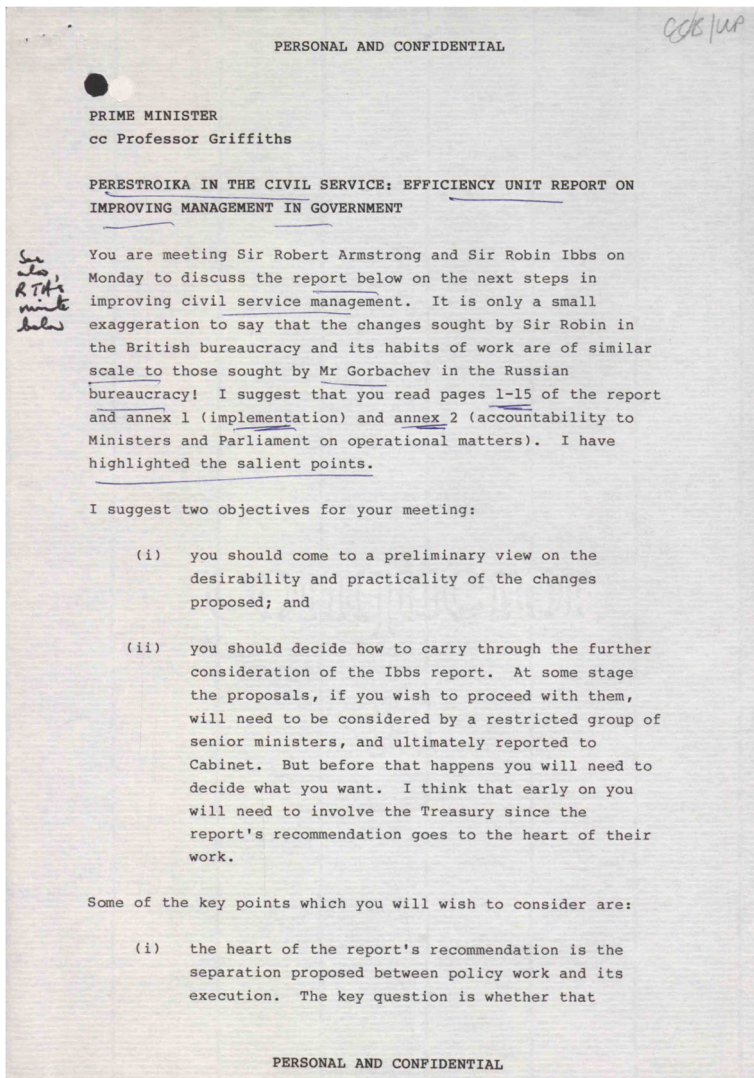 PERSONAL AND CONFIDENTIAL
PRIME MINISTER
cc Professor Griffiths
PERESTROIKA IN THE CIVIL SERVICE: EFFICIENCY UNIT REPORT ON
IMPROVING MANAGEMENT IN GOVERNMENT
See
also,
RTA's
minute
below
You are meeting Sir Robert Armstrong and Sir Robin Ibbs on
Monday to discuss the report below on the next steps in
improving civil service management. It is only a small
exaggeration to say that the changes sought by Sir Robin in
the British bureaucracy and its habits of work are of similar
scale to those sought by Mr Gorbachev in the Russian
bureaucracy! I suggest that you read pages 1-15 of the report
and annex 1 (implementation) and annex 2 (accountability to
Ministers and Parliament on operational matters). I have
highlighted the salient points.
I suggest two objectives for your meeting:
(i) you should come to a preliminary view on the
desirability and practicality of the changes
proposed; and
(ii) you should decide how to carry through the further
consideration of the Ibbs report. At some stage
the proposals, if you wish to proceed with them,
will need to be considered by a restricted group of
senior ministers, and ultimately reported to
Cabinet. But before that happens you will need to
decide what you want. I think that early on you
will need to involve the Treasury since the
report's recommendation goes to the heart of their
work.
Some of the key points which you will wish to consider are:
(i) the heart of the report's recommendation is the
separation proposed between policy work and its
execution. The key question is whether that
PERSONAL AND CONFIDENTIAL